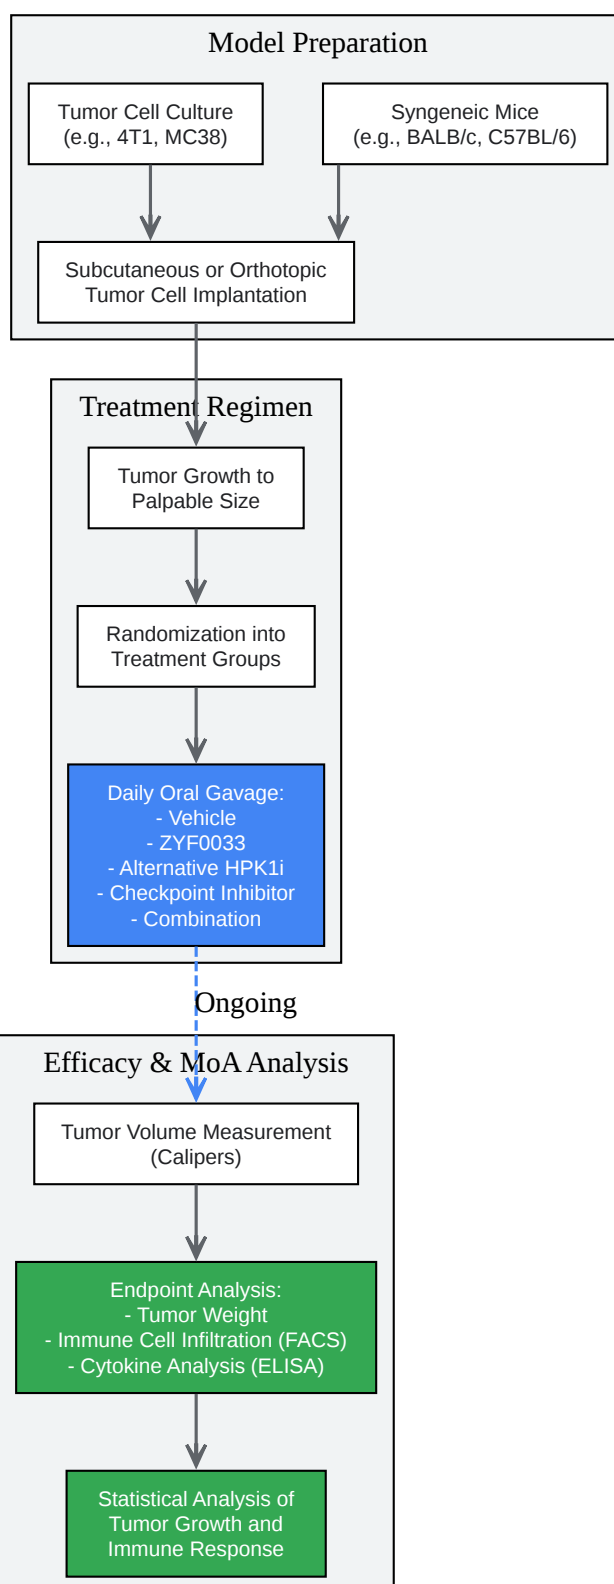 Model Preparation
Tumor Cell Culture
(e.g., 4T1, MC38)
Syngeneic Mice
(e.g., BALB/c, C57BL/6)
Subcutaneous or Orthotopic
Tumor Cell Implantation
Treatment Regimen
Tumor Growth to
Palpable Size
Randomization into
Treatment Groups
Daily Oral Gavage:
- Vehicle
- ZYF0033
- Alternative HPK1i
- Checkpoint Inhibitor
- Combination
Ongoing
Efficacy & MoA Analysis
Tumor Volume Measurement
(Calipers)
Endpoint Analysis:
- Tumor Weight
- Immune Cell Infiltration (FACS)
- Cytokine Analysis (ELISA)
Statistical Analysis of
Tumor Growth and
Immune Response